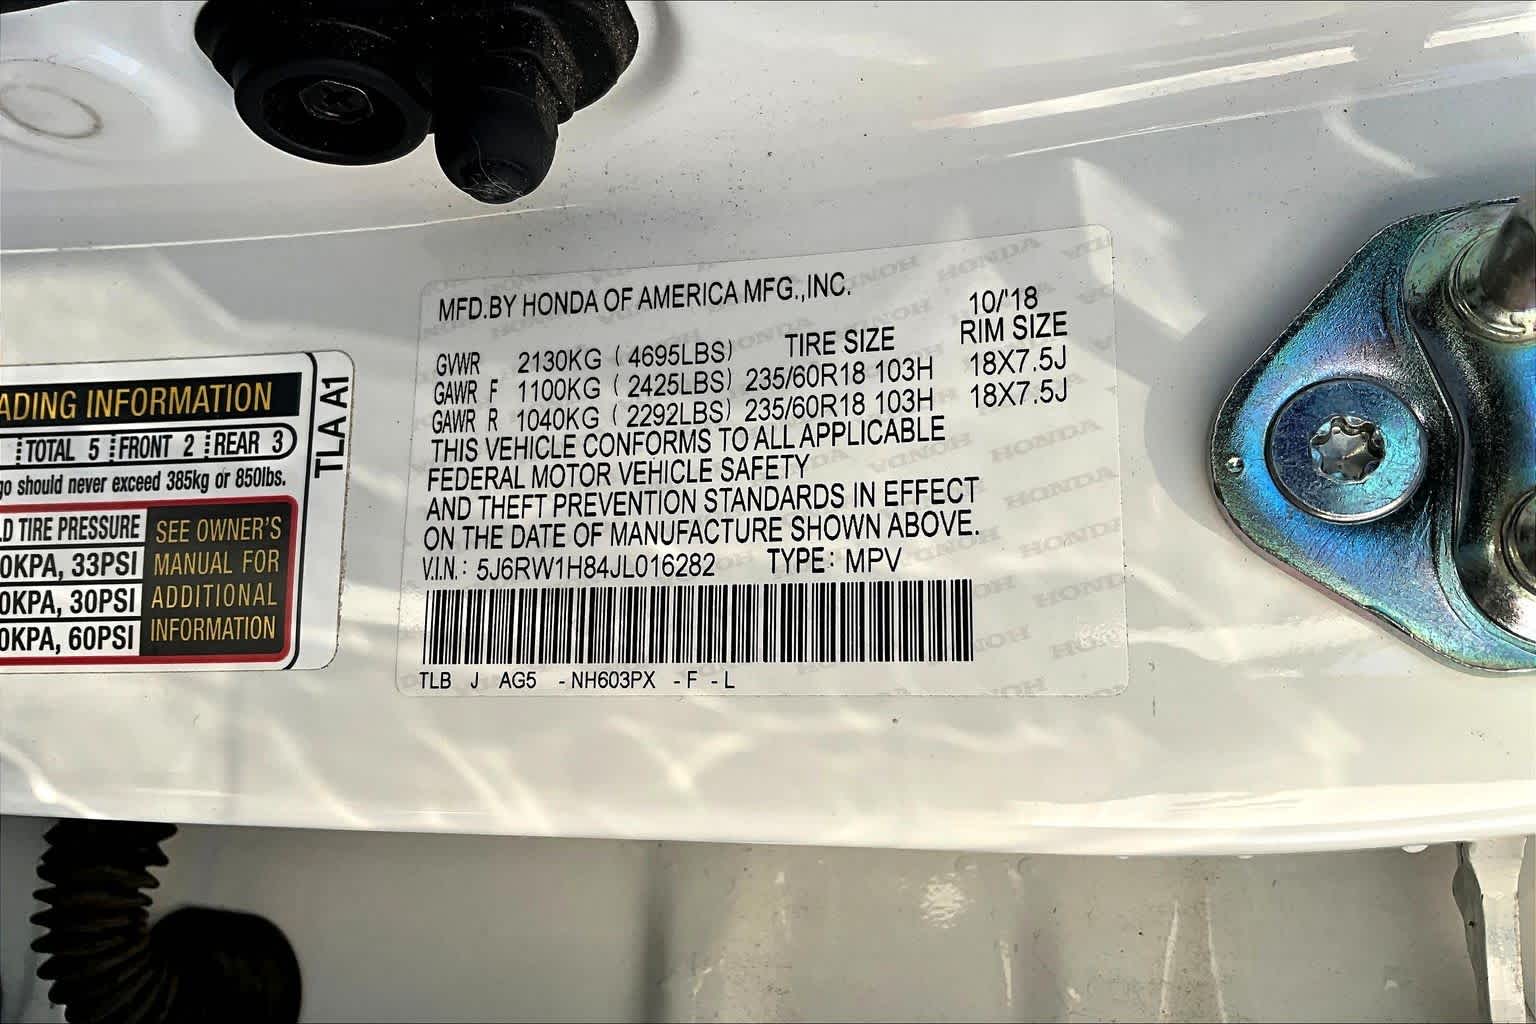 MFD.BY HONDA OF AMERICA MFG.,INC.
10/'18
TIRE SIZE RIM SIZE
GVWR 2130KG ( 4695LBS)
GAWR F 1100KG ( 2425LBS) 235/60R18 103H 18X7.5J
GAWR R 1040KG ( 2292LBS) 235/60R18 103H 18X7.5J
THIS VEHICLE CONFORMS TO ALL APPLICABLE
FEDERAL MOTOR VEHICLE SAFETY
AND THEFT PREVENTION STANDARDS IN EFFECT
ON THE DATE OF MANUFACTURE SHOWN ABOVE.
V.I.N.: 5J6RW1H84JL016282 TYPE: MPV
TLB J AG5 -NH603PX -F -L
ADING INFORMATION
TOTAL 5 FRONT 2 REAR 3
go should never exceed 385kg or 850lbs.
LD TIRE PRESSURE
0KPA, 33PSI
0KPA, 30PSI
0KPA, 60PSI
SEE OWNER'S
MANUAL FOR
ADDITIONAL
INFORMATION
TLA A1
HONDA